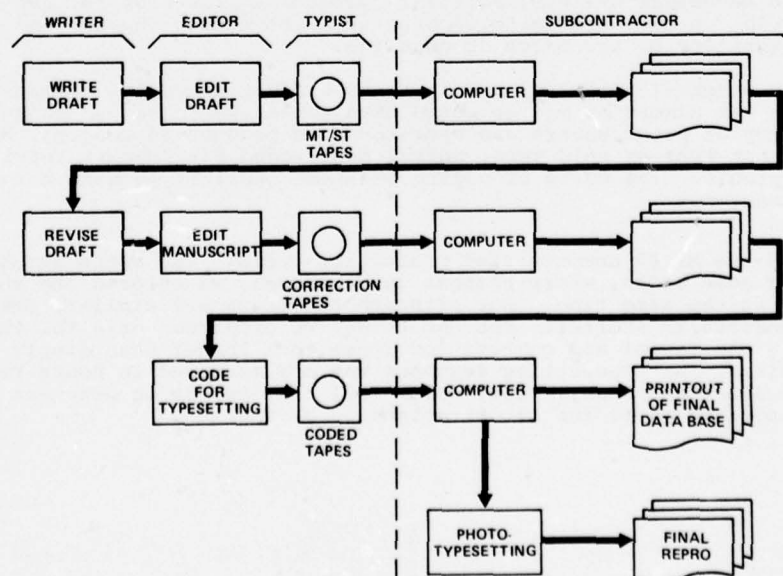 WRITER EDITOR TYPIST SUBCONTRACTOR
WRITE
DRAFT
EDIT
DRAFT
MT/ST
TAPES
COMPUTER
REVISE
DRAFT
EDIT
MANUSCRIPT
CORRECTION
TAPES
COMPUTER
CODE
FOR
TYPESETTING
CODED
TAPES
COMPUTER
PRINTOUT
OF FINAL
DATA BASE
PHOTO-
TYPESETTING
FINAL
REPRO